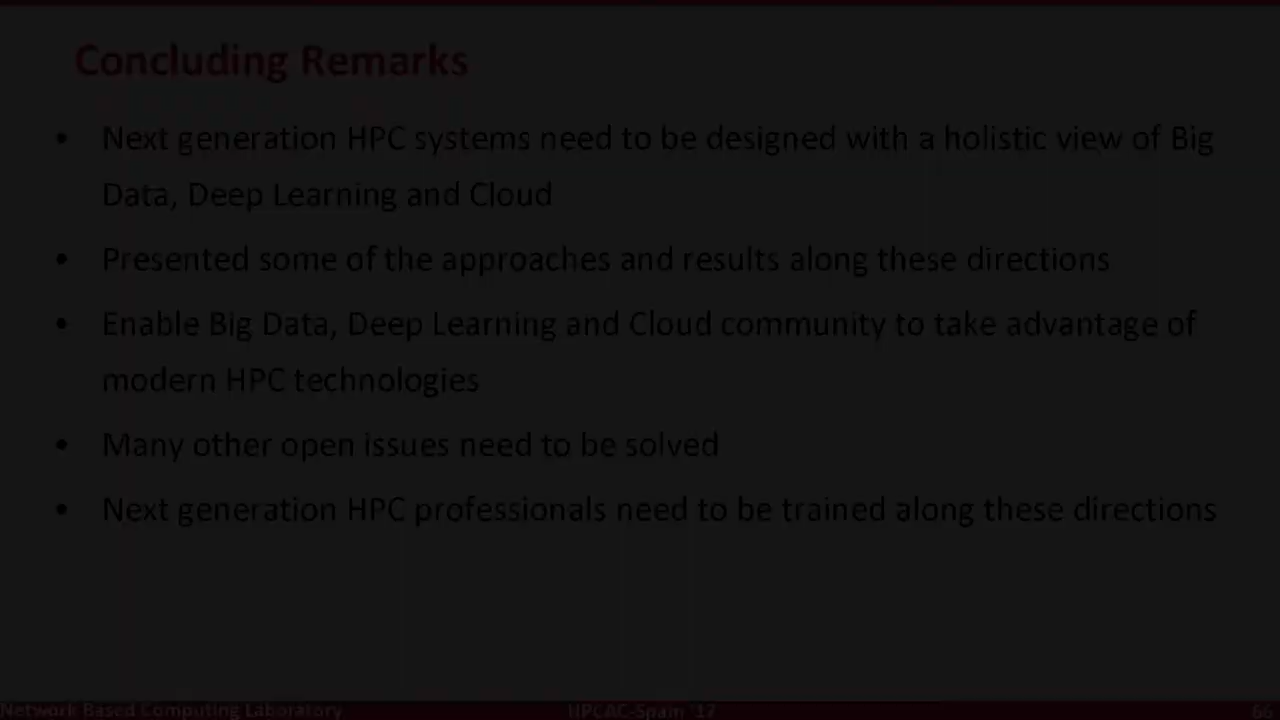 Concluding Remarks
• Next generation HPC systems need to be designed with a holistic view of Big
Data, Deep Learning and Cloud
• Presented some of the approaches and results along these directions
• Enable Big Data, Deep Learning and Cloud community to take advantage of
modern HPC technologies
• Many other open issues need to be solved
• Next generation HPC professionals need to be trained along these directions
Network Based Computing Laboratory
HPCAC-Spain '17
66